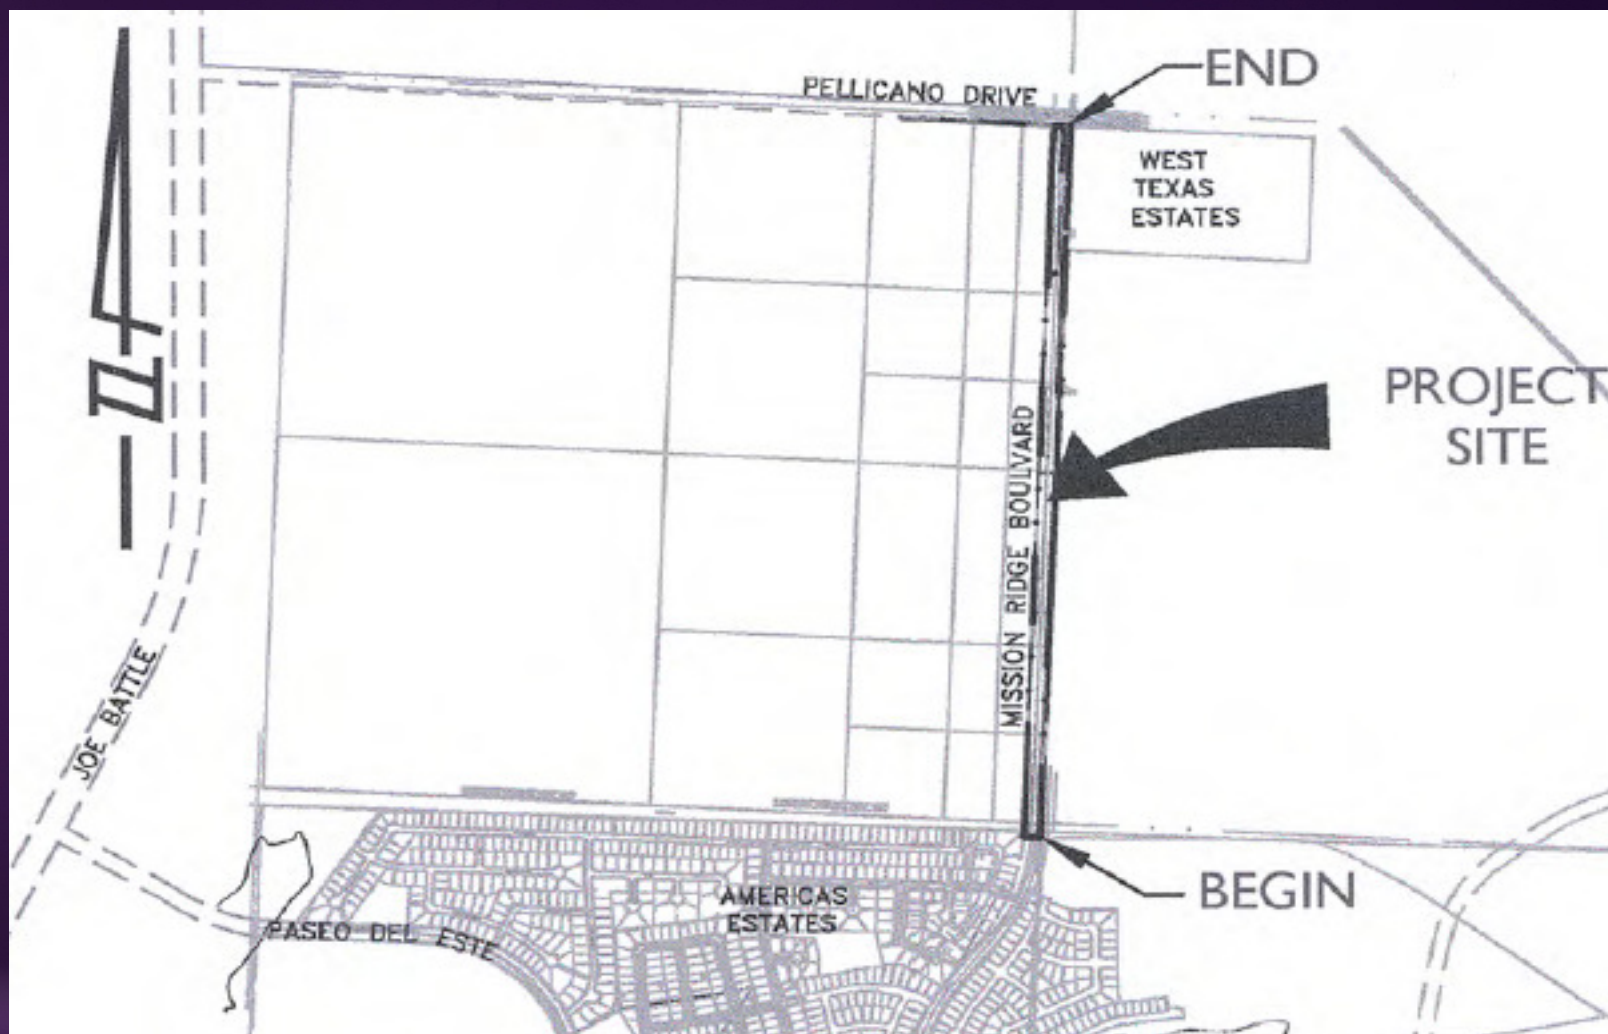 END
PELLICANO DRIVE
WEST
TEXAS
ESTATES
PROJECT
SITE
MISSION RIDGE BOULVARD
JOE BATTLE
BEGIN
AMERICAS
ESTATES
PASEO DEL ESTE
N